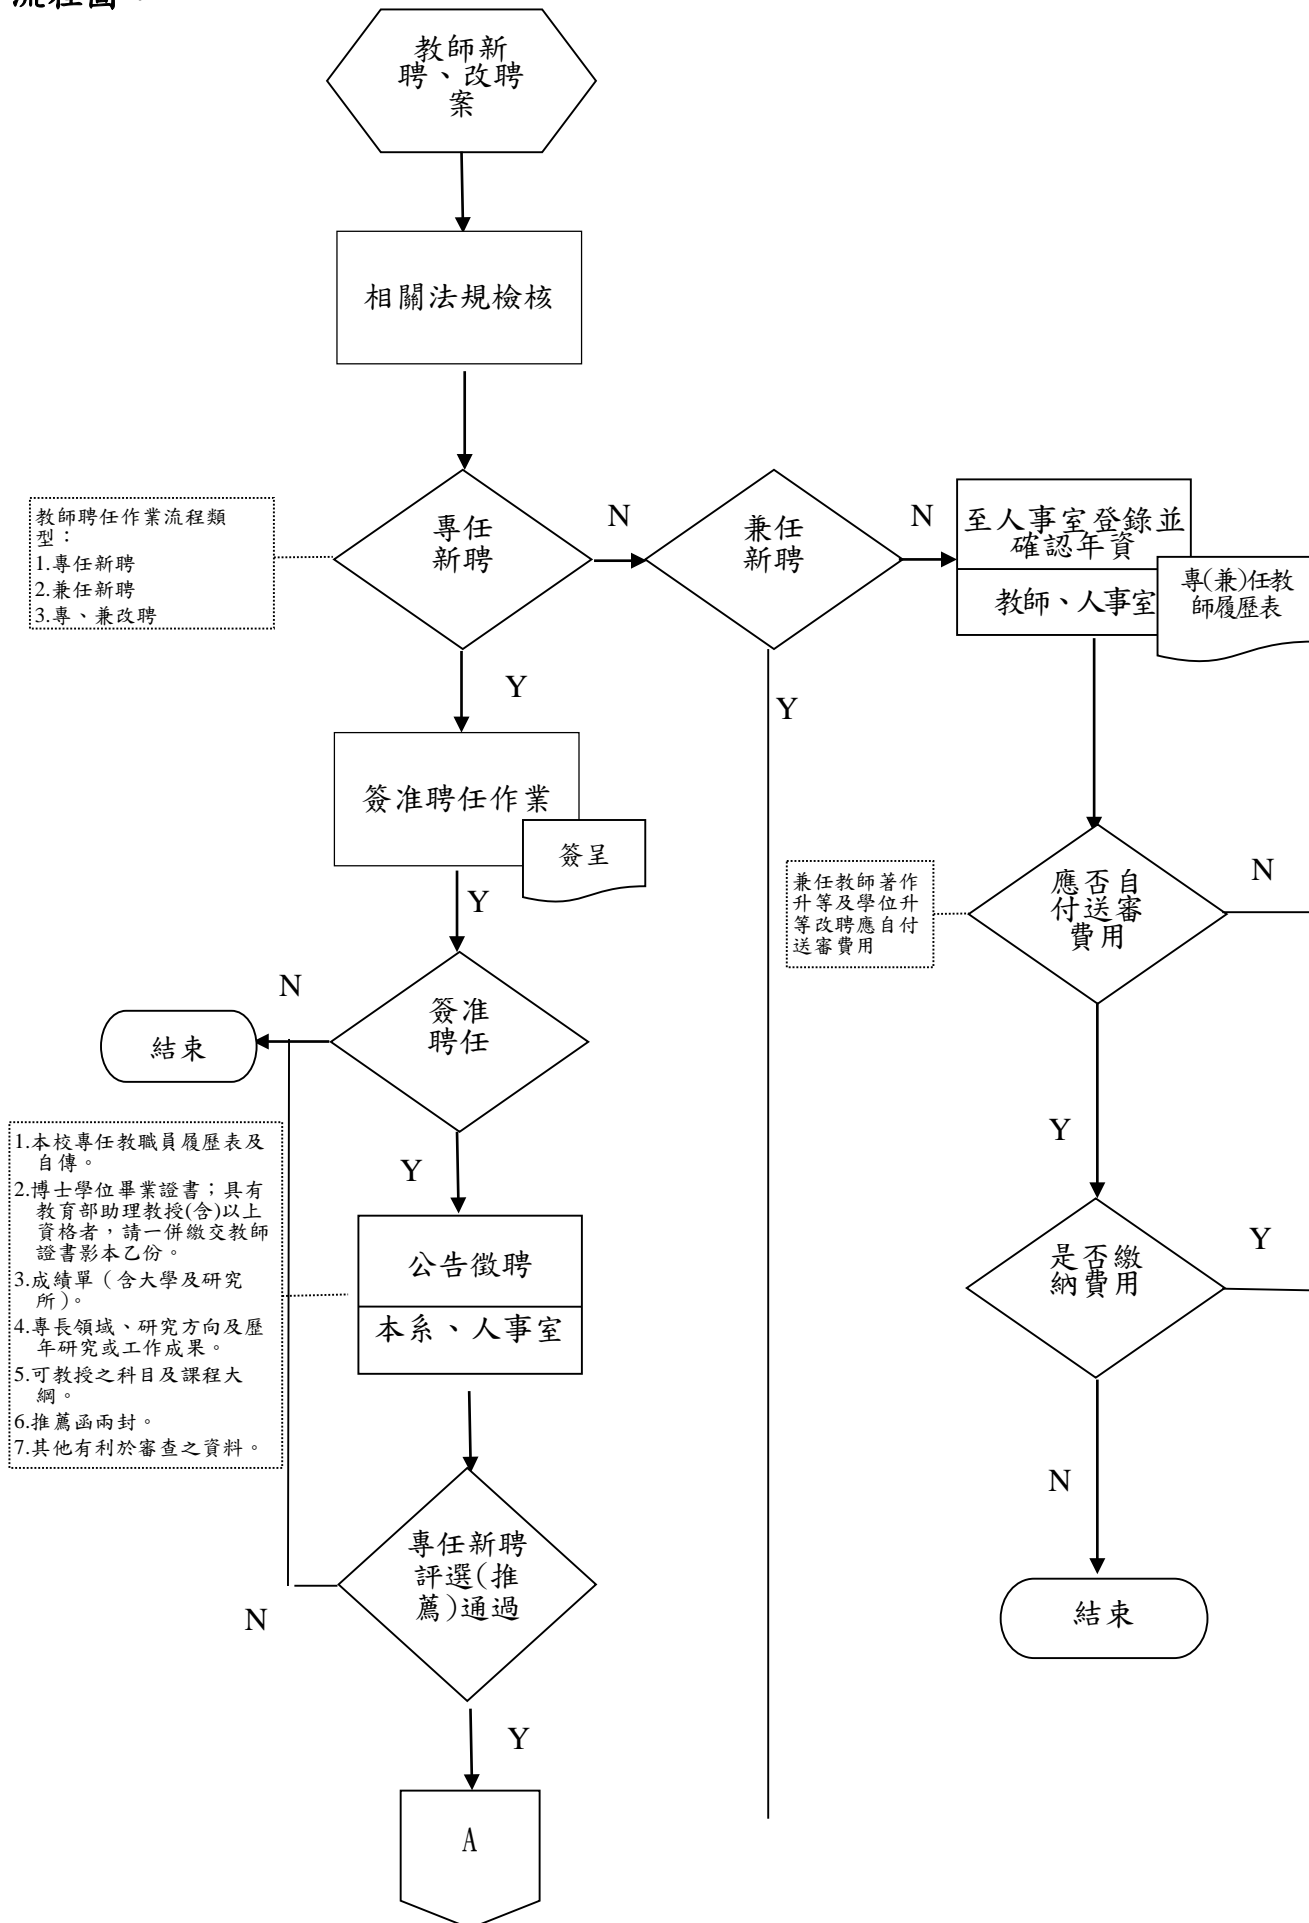 流程圖：
教師新
聘、改聘
案
相關法規檢核
教師聘任作業流程類
型：
1.專任新聘
2.兼任新聘
3.專、兼改聘
專任
新聘
N
兼任
新聘
N
至人事室登錄並
確認年資
教師、人事室
專(兼)任教
師履歷表
Y
Y
簽准聘任作業
簽呈
Y
兼任教師著作
升等及學位升
等改聘應自付
送審費用
應否自
付送審
費用
N
N
簽准
聘任
結束
Y
Y
1.本校專任教職員履歷表及
自傳。
2.博士學位畢業證書；具有
教育部助理教授(含)以上
資格者，請一併繳交教師
證書影本乙份。
3.成績單（含大學及研究
所）。
4.專長領域、研究方向及歷
年研究或工作成果。
5.可教授之科目及課程大
綱。
6.推薦函兩封。
7.其他有利於審查之資料。
公告徵聘
本系、人事室
是否繳
納費用
Y
N
專任新聘
評選(推
薦)通過
N
結束
Y
A